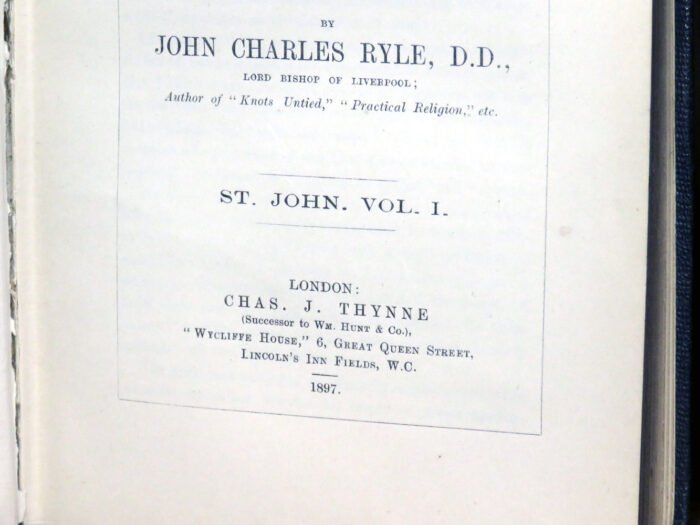 BY
JOHN CHARLES RYLE, D.D.,
LORD BISHOP OF LIVERPOOL;
Author of "Knots Untied," "Practical Religion," etc.
ST. JOHN. VOL. I.
LONDON:
CHAS. J. THYNNE
(Successor to WM. HUNT & Co.),
"WYCLIFFE HOUSE," 6, GREAT QUEEN STREET,
LINCOLN'S INN FIELDS, W.C.
1897.